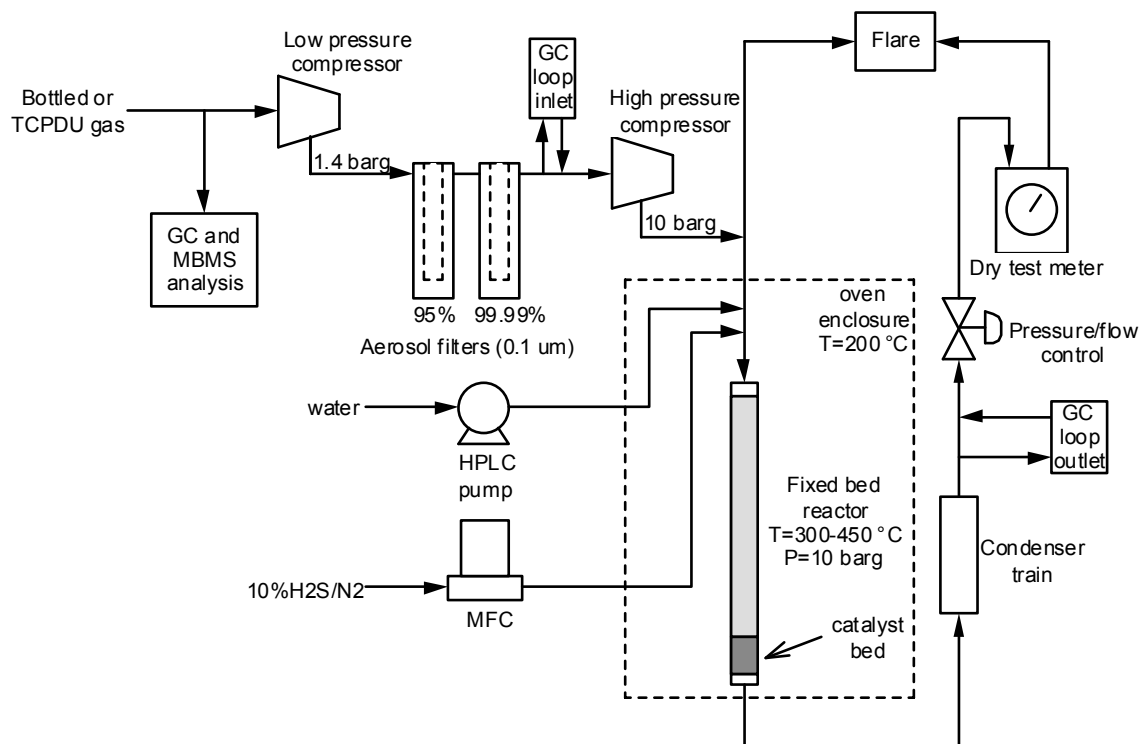 Bottled or
TCPDU gas
Low pressure
compressor
GC
loop
inlet
High pressure
compressor
Flare
1.4 barg
10 barg
GC and
MBMS
analysis
95%
99.99%
Aerosol filters (0.1 um)
Dry test meter
oven
enclosure
T=200 °C
Pressure/flow
control
water
HPLC
pump
GC
loop
outlet
Fixed bed
reactor
T=300-450 °C
P=10 barg
Condenser
train
10%H2S/N2
MFC
catalyst
bed